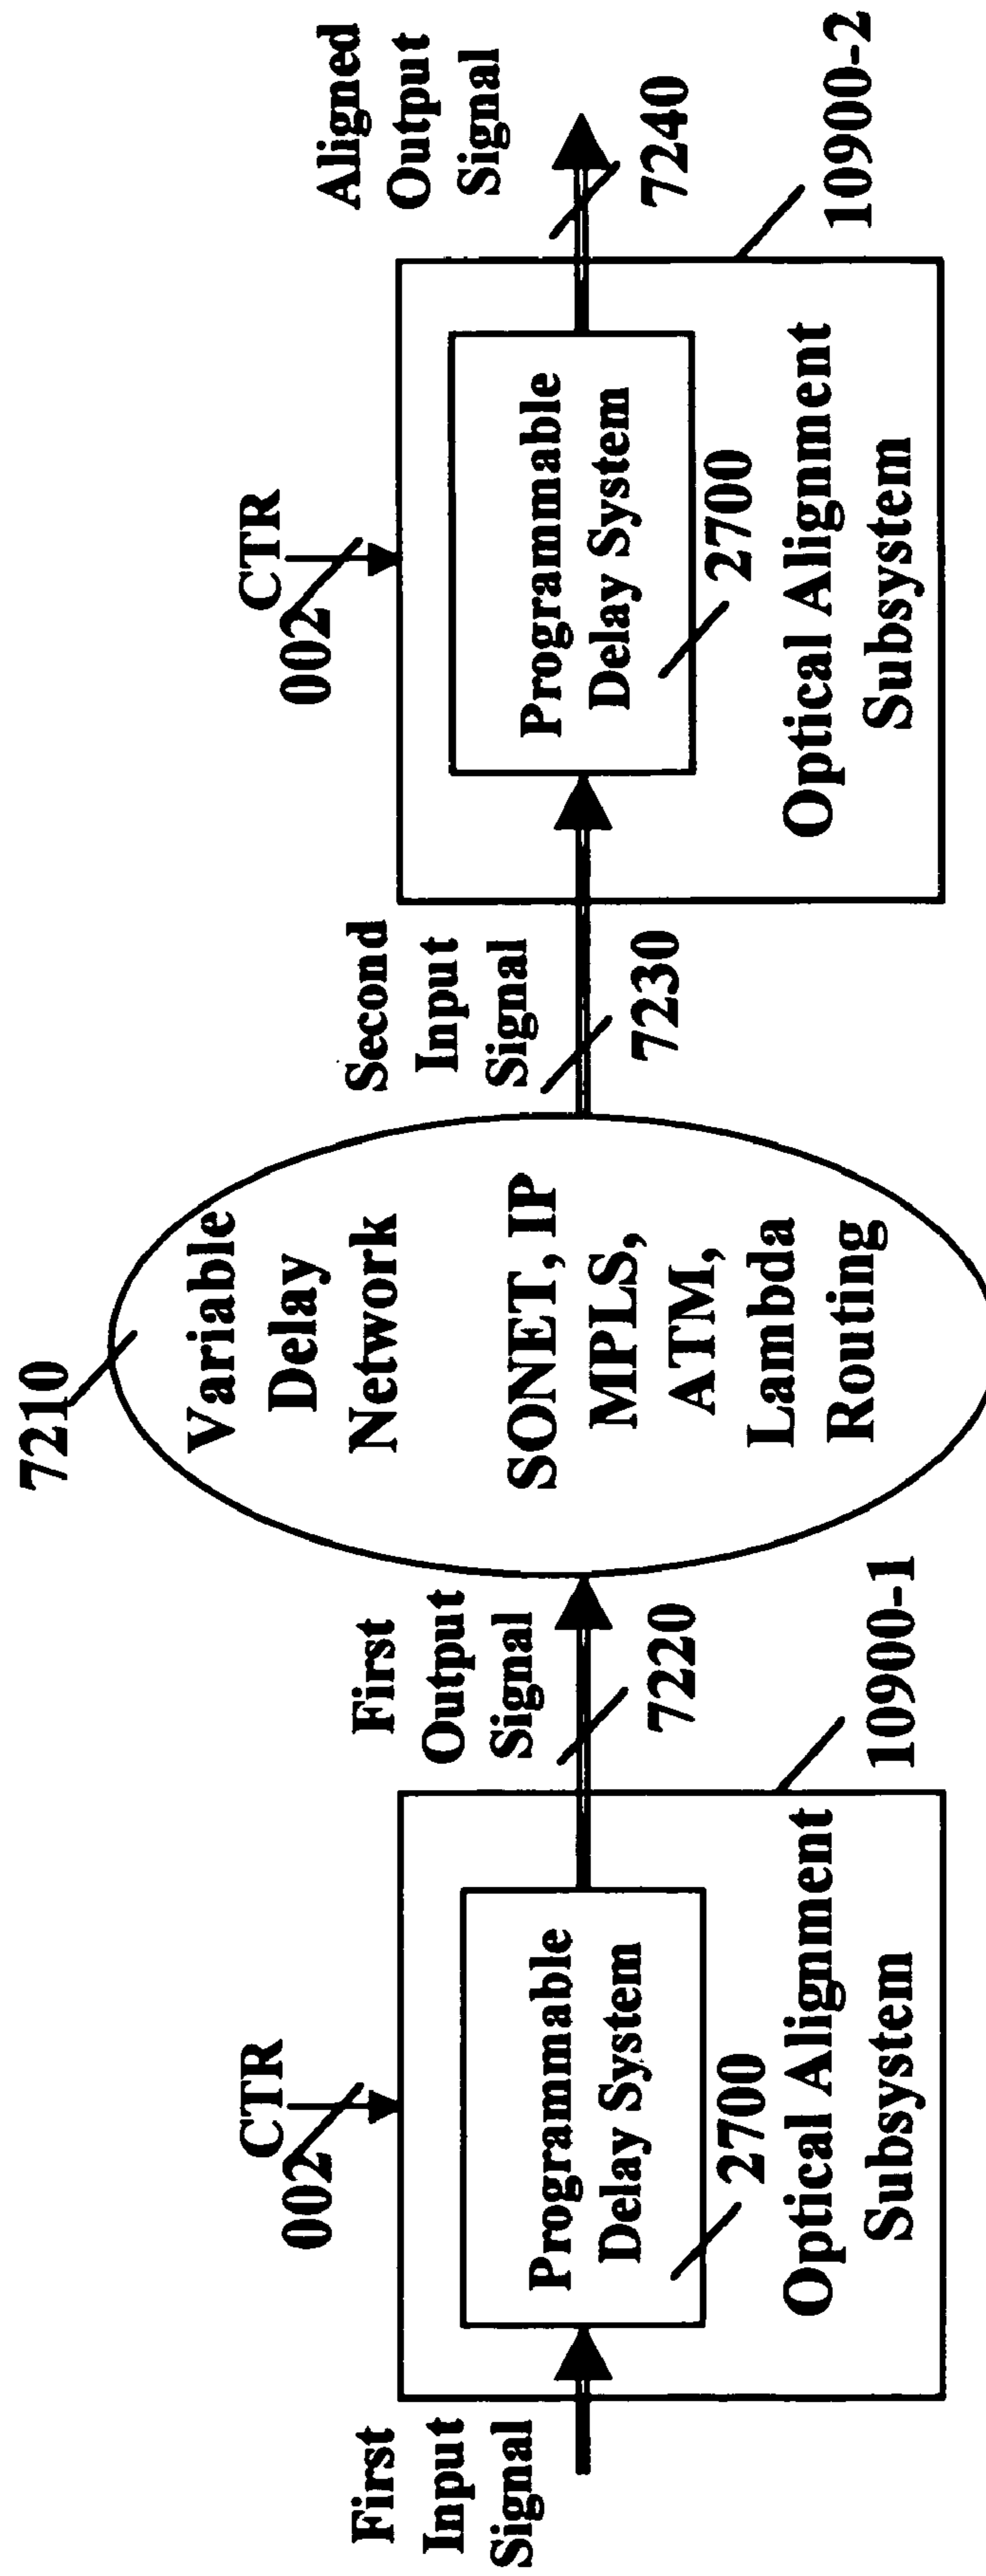 First
Input
Signal
CTR
002
Programmable
Delay System
2700
Optical Alignment
Subsystem
10900-1
First
Output
Signal
7220
7210
Variable
Delay
Network
SONET, IP
MPLS,
ATM,
Lambda
Routing
Second
Input
Signal
7230
CTR
002
Programmable
Delay System
2700
Optical Alignment
Subsystem
10900-2
Aligned
Output
Signal
7240